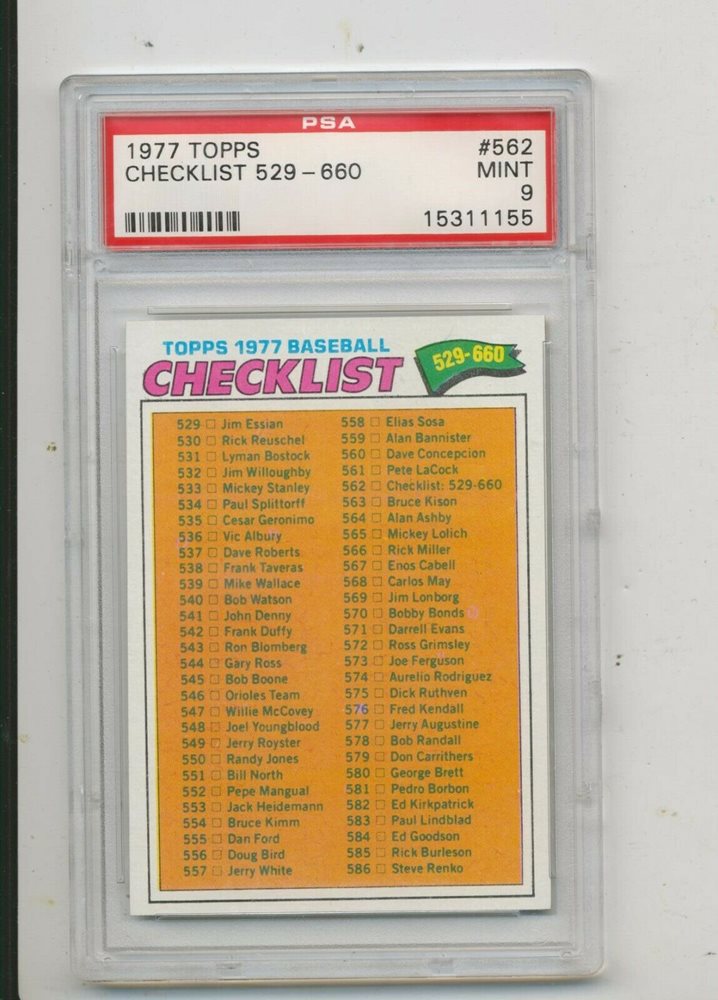 PSA
1977 TOPPS #562
CHECKLIST 529-660 MINT
9
15311155
TOPPS 1977 BASEBALL
CHECKLIST
529-660
529 Jim Essian
530 Rick Reuschel
531 Lyman Bostock
532 Jim Willoughby
533 Mickey Stanley
534 Paul Splittorff
535 Cesar Geronimo
536 Vic Albury
537 Dave Roberts
538 Frank Taveras
539 Mike Wallace
540 Bob Watson
541 John Denny
542 Frank Duffy
543 Ron Blomberg
544 Gary Ross
545 Bob Boone
546 Orioles Team
547 Willie McCovey
548 Joel Youngblood
549 Jerry Royster
550 Randy Jones
551 Bill North
552 Pepe Mangual
553 Jack Heidemann
554 Bruce Kimm
555 Dan Ford
556 Doug Bird
557 Jerry White
558 Elias Sosa
559 Alan Bannister
560 Dave Concepcion
561 Pete LaCock
562 Checklist: 529-660
563 Bruce Kison
564 Alan Ashby
565 Mickey Lolich
566 Rick Miller
567 Enos Cabell
568 Carlos May
569 Jim Lonborg
570 Bobby Bonds
571 Darrell Evans
572 Ross Grimsley
573 Joe Ferguson
574 Aurelio Rodriguez
575 Dick Ruthven
576 Fred Kendall
577 Jerry Augustine
578 Bob Randall
579 Don Carrithers
580 George Brett
581 Pedro Borbon
582 Ed Kirkpatrick
583 Paul Lindblad
584 Ed Goodson
585 Rick Burleson
586 Steve Renko